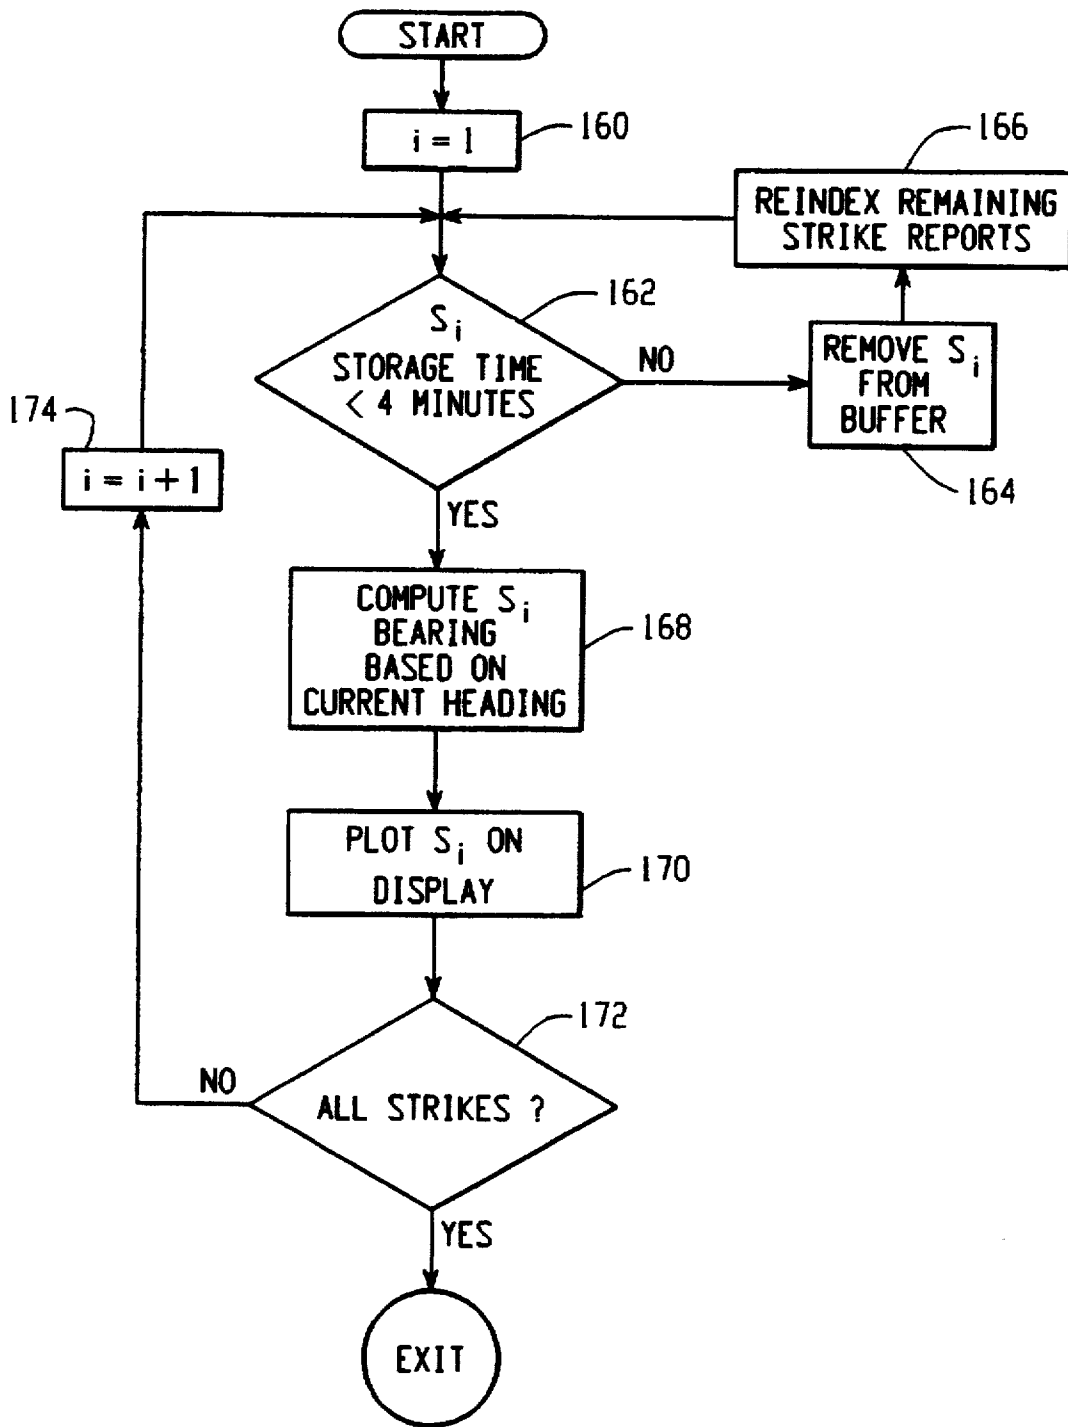 START
i = 1
160
166
REINDEX REMAINING
STRIKE REPORTS
162
S i
STORAGE TIME
< 4 MINUTES
NO
REMOVE S i
FROM
BUFFER
164
174
i = i + 1
YES
COMPUTE S i
BEARING
BASED ON
CURRENT HEADING
168
PLOT S i ON
DISPLAY
170
172
NO
ALL STRIKES ?
YES
EXIT